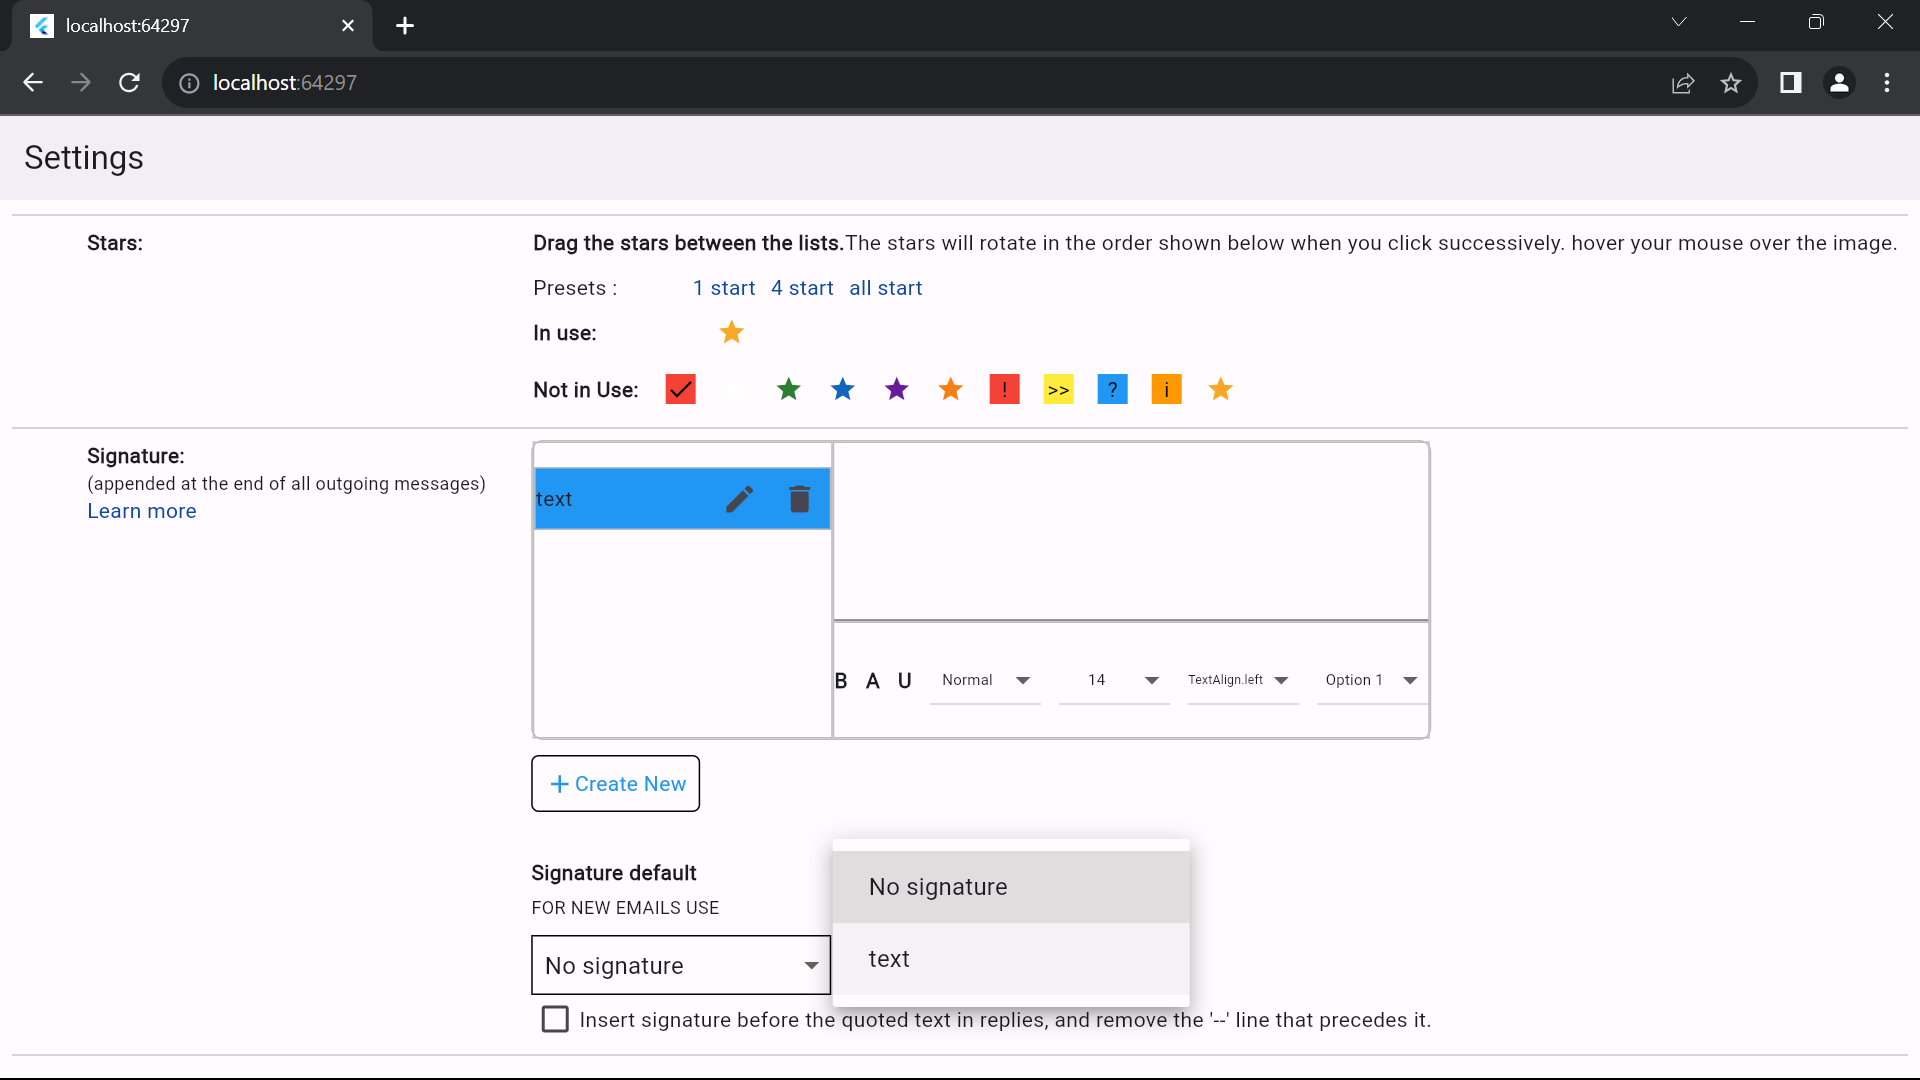 localhost:64297
localhost:64297
Settings
Stars:
Drag the stars between the lists.The stars will rotate in the order shown below when you click successively. hover your mouse over the image.
Presets :
1 start 4 start all start
In use:
Not in Use:
! >> ? i
Signature:
(appended at the end of all outgoing messages)
Learn more
text
B A U Normal 14 TextAlign.left Option 1
+ Create New
Signature default
FOR NEW EMAILS USE
No signature
No signature
text
Insert signature before the quoted text in replies, and remove the '--' line that precedes it.